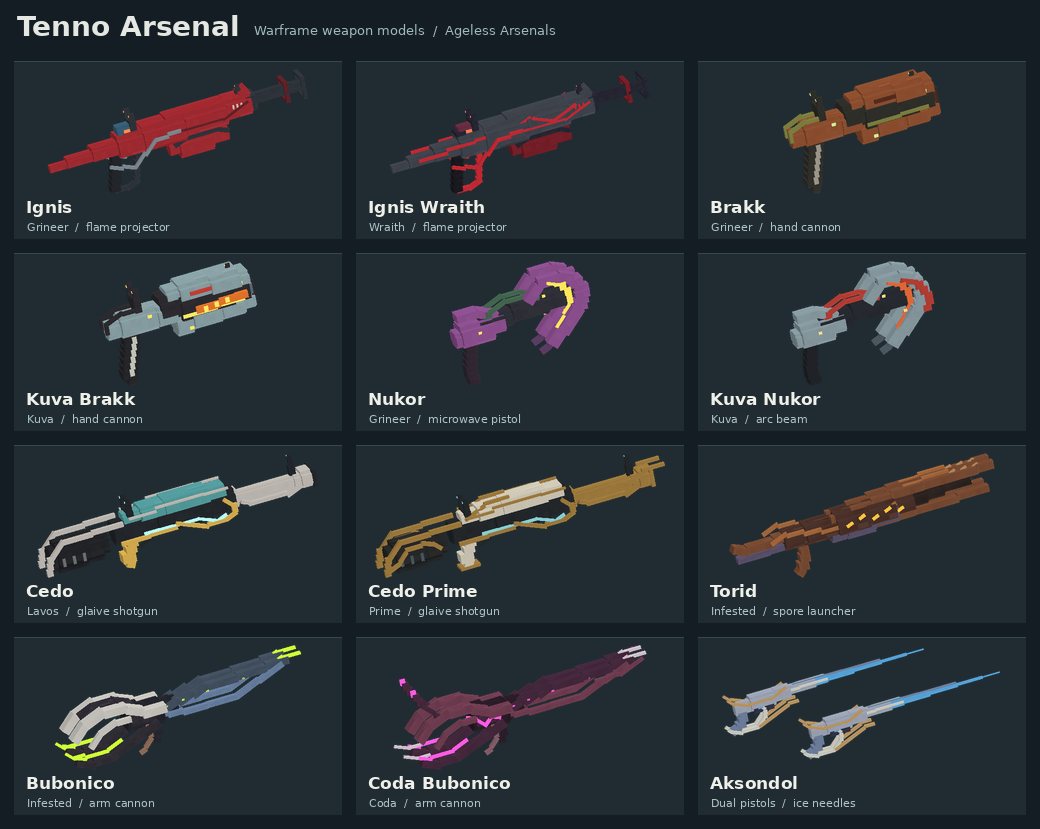 Tenno Arsenal Warframe weapon models / Ageless Arsenals
Ignis
Grineer / flame projector
Ignis Wraith
Wraith / flame projector
Brakk
Grineer / hand cannon
Kuva Brakk
Kuva / hand cannon
Nukor
Grineer / microwave pistol
Kuva Nukor
Kuva / arc beam
Cedo
Lavos / glaive shotgun
Cedo Prime
Prime / glaive shotgun
Torid
Infested / spore launcher
Bubonico
Infested / arm cannon
Coda Bubonico
Coda / arm cannon
Aksondol
Dual pistols / ice needles